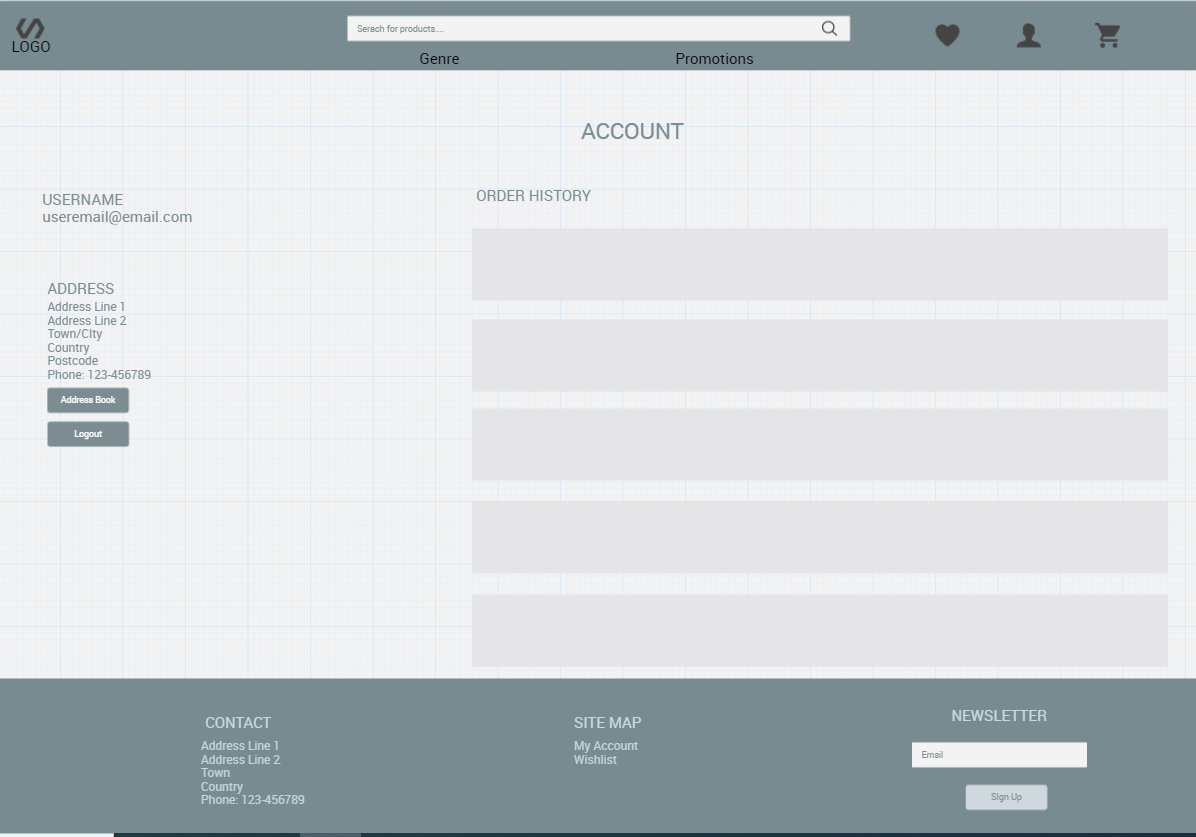 LOGO
Serach for products....
Genre
Promotions
ACCOUNT
USERNAME
useremail@email.com
ORDER HISTORY
ADDRESS
Address Line 1
Address Line 2
Town/CIty
Country
Postcode
Phone: 123-456789
Address Book
Logout
CONTACT
Address Line 1
Address Line 2
Town
Country
Phone: 123-456789
SITE MAP
My Account
Wishlist
NEWSLETTER
Email
SIgn Up